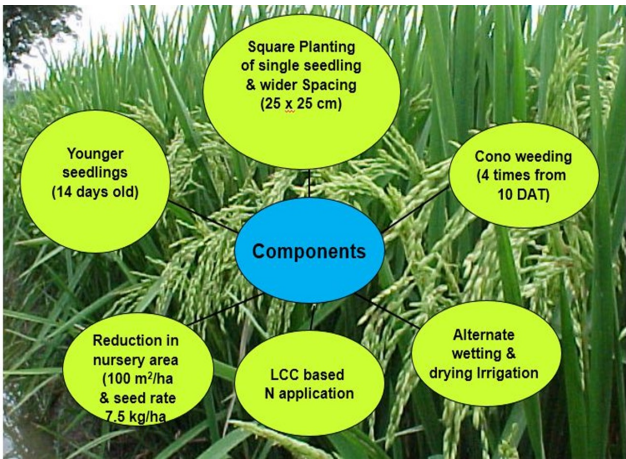 Square Planting
of single seedling
& wider Spacing
(25 x 25 cm)
Younger
seedlings
(14 days old)
Cono weeding
(4 times from
10 DAT)
Components
Reduction in
nursery area
(100 m²/ha
& seed rate
7.5 kg/ha
LCC based
N application
Alternate
wetting &
drying Irrigation